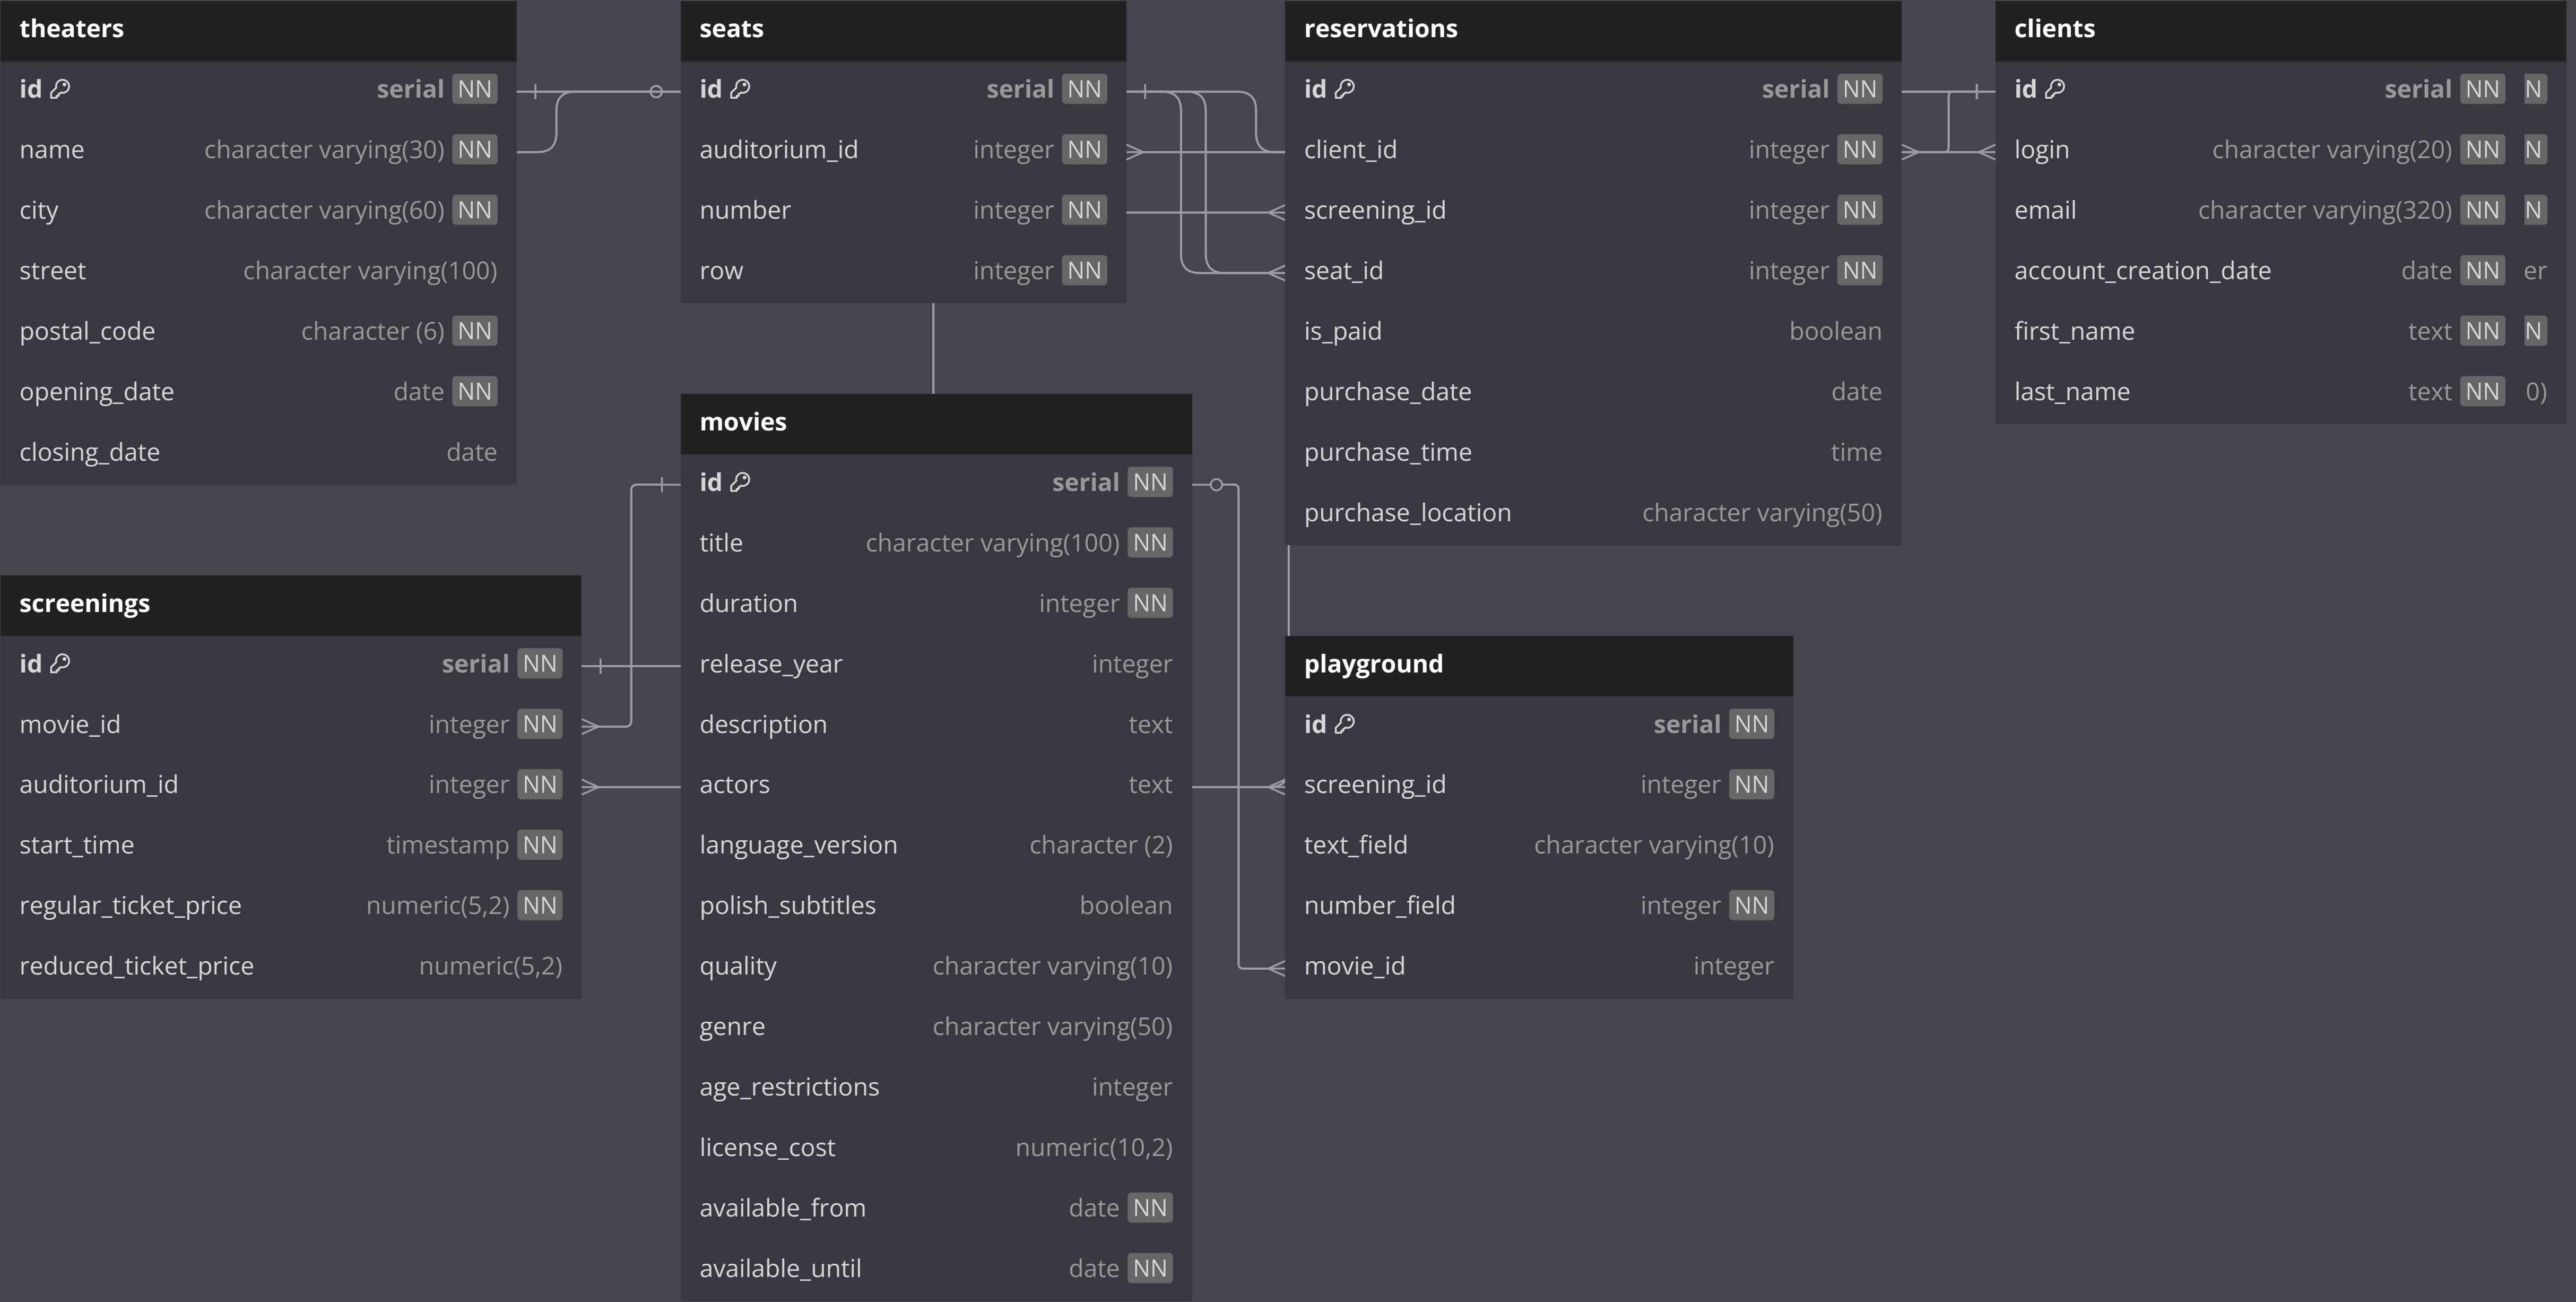 theaters
id serial NN
name character varying(30) NN
city character varying(60) NN
street character varying(100)
postal_code character (6) NN
opening_date date NN
closing_date date
seats
id serial NN
auditorium_id integer NN
number integer NN
row integer NN
reservations
id serial NN
client_id integer NN
screening_id integer NN
seat_id integer NN
is_paid boolean
purchase_date date
purchase_time time
purchase_location character varying(50)
clients
id serial NN N
login character varying(20) NN N
email character varying(320) NN N
account_creation_date date NN er
first_name text NN N
last_name text NN 0)
movies
id serial NN
title character varying(100) NN
duration integer NN
release_year integer
description text
actors text
language_version character (2)
polish_subtitles boolean
quality character varying(10)
genre character varying(50)
age_restrictions integer
license_cost numeric(10,2)
available_from date NN
available_until date NN
screenings
id serial NN
movie_id integer NN
auditorium_id integer NN
start_time timestamp NN
regular_ticket_price numeric(5,2) NN
reduced_ticket_price numeric(5,2)
playground
id serial NN
screening_id integer NN
text_field character varying(10)
number_field integer NN
movie_id integer